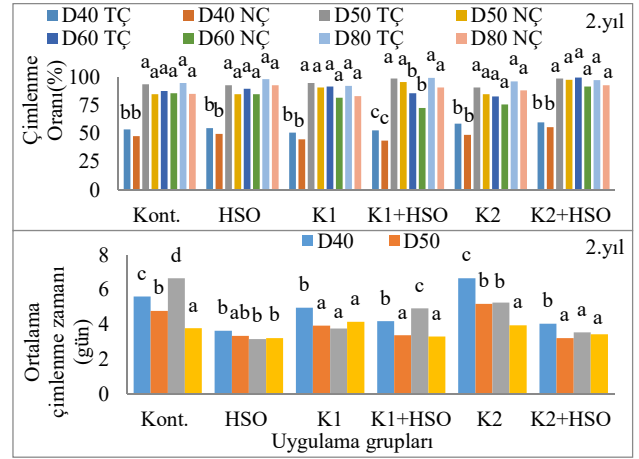 D40 TÇ D40 NÇ D50 TÇ D50 NÇ
D60 TÇ D60 NÇ D80 TÇ D80 NÇ
2.yıl
Çimlenme
Oranı(%)
100
50
0
b b a a a a a a
b b a a a a a a
b b a a a a a a
c c a a b b a a
b b a a a a a a
b b a a a a a a
Kont. HSO K1 K1+HSO K2 K2+HSO
D40 D50
2.yıl
Ortalama
çimlenme zamanı
(gün)
8
6
4
2
0
c b d a
b ab b b
b a a a
b a c a
c b b a
b a a a
Kont. HSO K1 K1+HSO K2 K2+HSO
Uygulama grupları